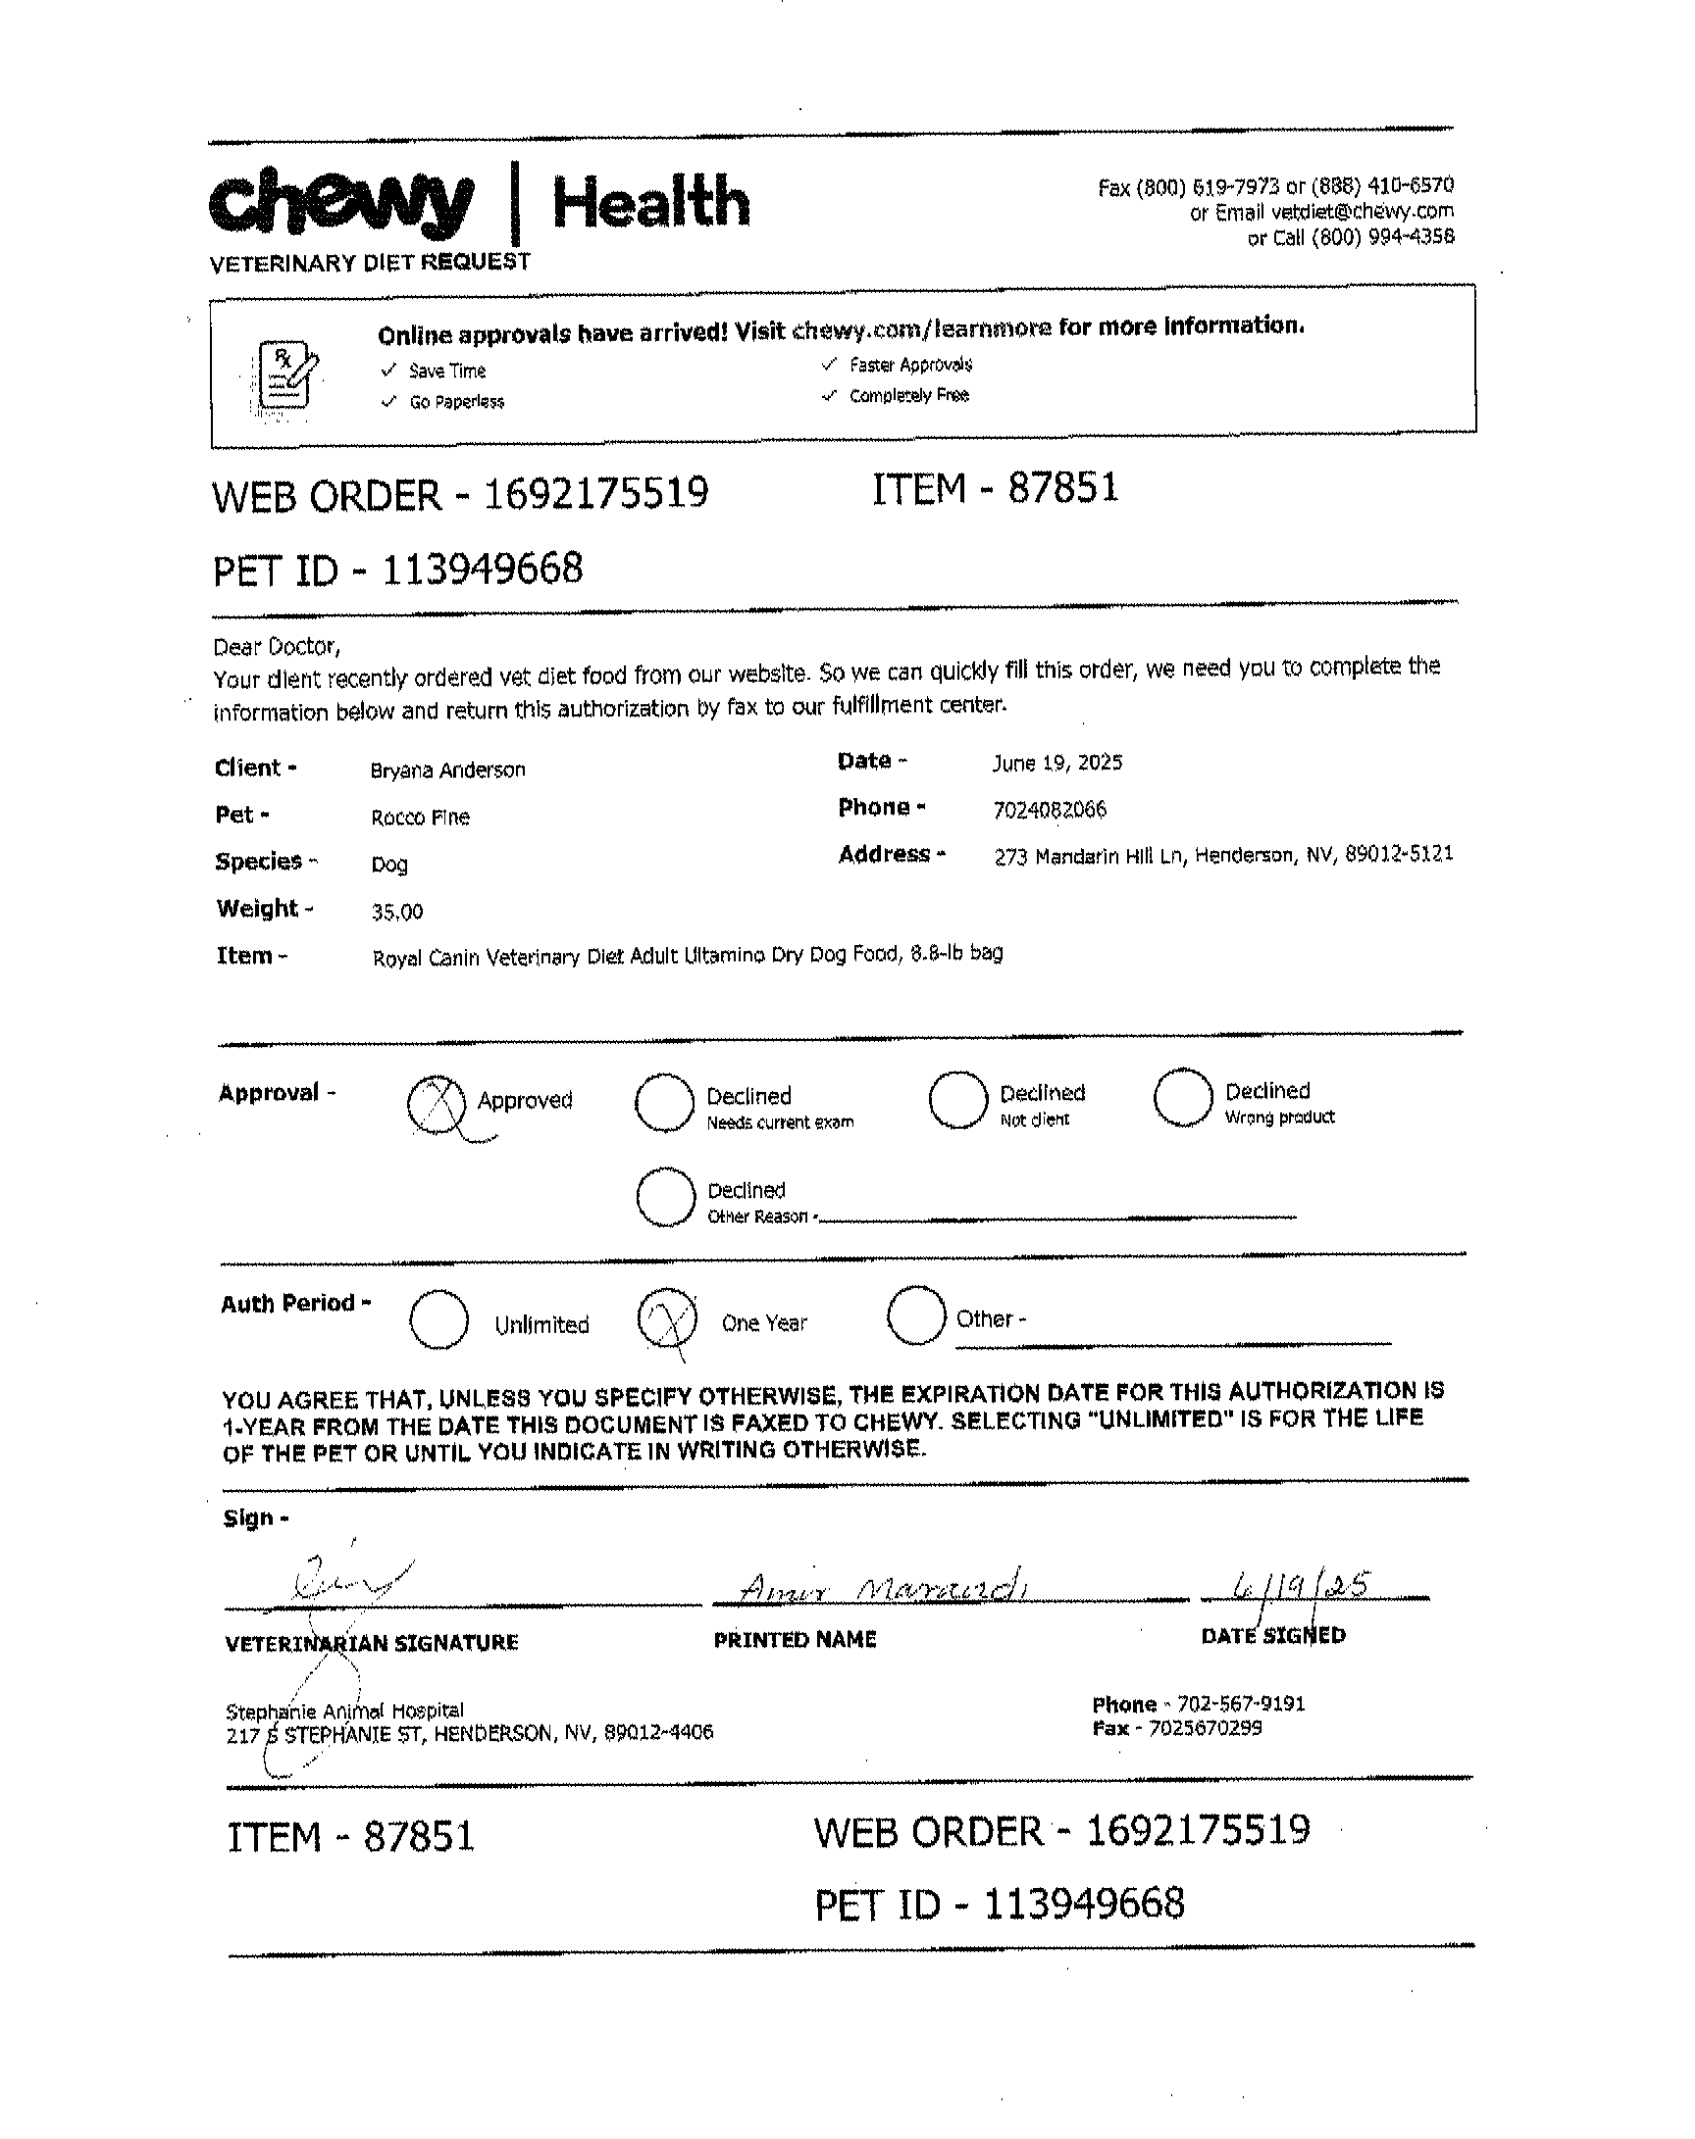 chewy | Health
Fax (800) 519-7973 or (888) 410-6570
or Email vetdiet@chewy.com
or Call (800) 994-4358
VETERINARY DIET REQUEST
Online approvals have arrived! Visit chewy.com/learnmore for more information.
✓ Save Time
✓ Faster Approvals
✓ Go Paperless
✓ Completely Free
WEB ORDER - 1692175519
ITEM - 87851
PET ID - 113949668
Dear Doctor,
Your client recently ordered vet diet food from our website. So we can quickly fill this order, we need you to complete the
information below and return this authorization by fax to our fulfillment center.
Client - Bryana Anderson
Date - June 19, 2025
Pet - Rocco Fine
Phone - 7024082066
Species - Dog
Address - 273 Mandarin Hill Ln, Henderson, NV, 89012-5121
Weight - 35.00
Item - Royal Canin Veterinary Diet Adult Ultamino Dry Dog Food, 8.8-lb bag
Approval - Approved
Declined
Needs current exam
Declined
Not client
Declined
Wrong product
Declined
Other Reason -
Auth Period - Unlimited One Year Other -
YOU AGREE THAT, UNLESS YOU SPECIFY OTHERWISE, THE EXPIRATION DATE FOR THIS AUTHORIZATION IS
1-YEAR FROM THE DATE THIS DOCUMENT IS FAXED TO CHEWY. SELECTING "UNLIMITED" IS FOR THE LIFE
OF THE PET OR UNTIL YOU INDICATE IN WRITING OTHERWISE.
Sign -
Amir Marandi 6/19/25
VETERINARIAN SIGNATURE
PRINTED NAME
DATE SIGNED
Stephanie Animal Hospital
217 S STEPHANIE ST, HENDERSON, NV, 89012-4406
Phone - 702-567-9191
Fax - 7025670299
ITEM - 87851
WEB ORDER - 1692175519
PET ID - 113949668